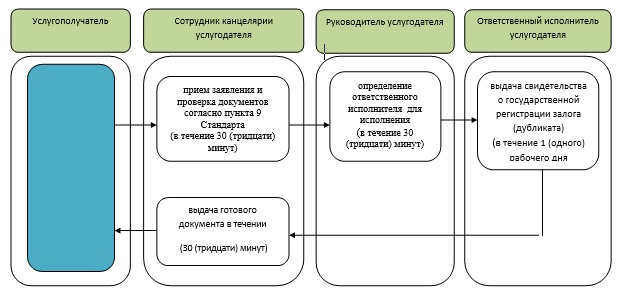 Услугополучатель
Сотрудник канцелярии
услугодателя
Руководитель услугодателя
Ответственный исполнитель
услугодателя
прием заявления и
проверка документов
согласно пункта 9
Стандарта
(в течение 30 (тридцати)
минут)
определение
ответственного
исполнителя для
исполнения
(в течение 30
(тридцати) минут)
выдача свидетельства
о государственной
регистрации залога
(дубликата)
(в течение 1 (одного)
рабочего дня
выдача готового
документа в течении
(30 (тридцати) минут)